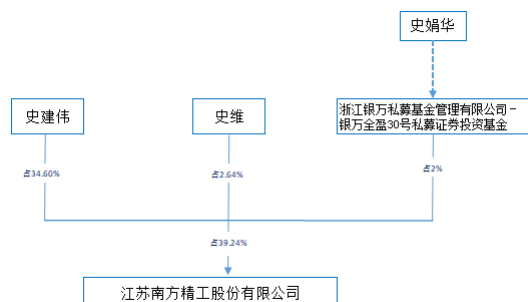 史娟华
史建伟
史维
浙江银万私募基金管理有限公司－
银万全盈30号私募证券投资基金
占34.60%
占2.64%
占2%
占39.24%
江苏南方精工股份有限公司